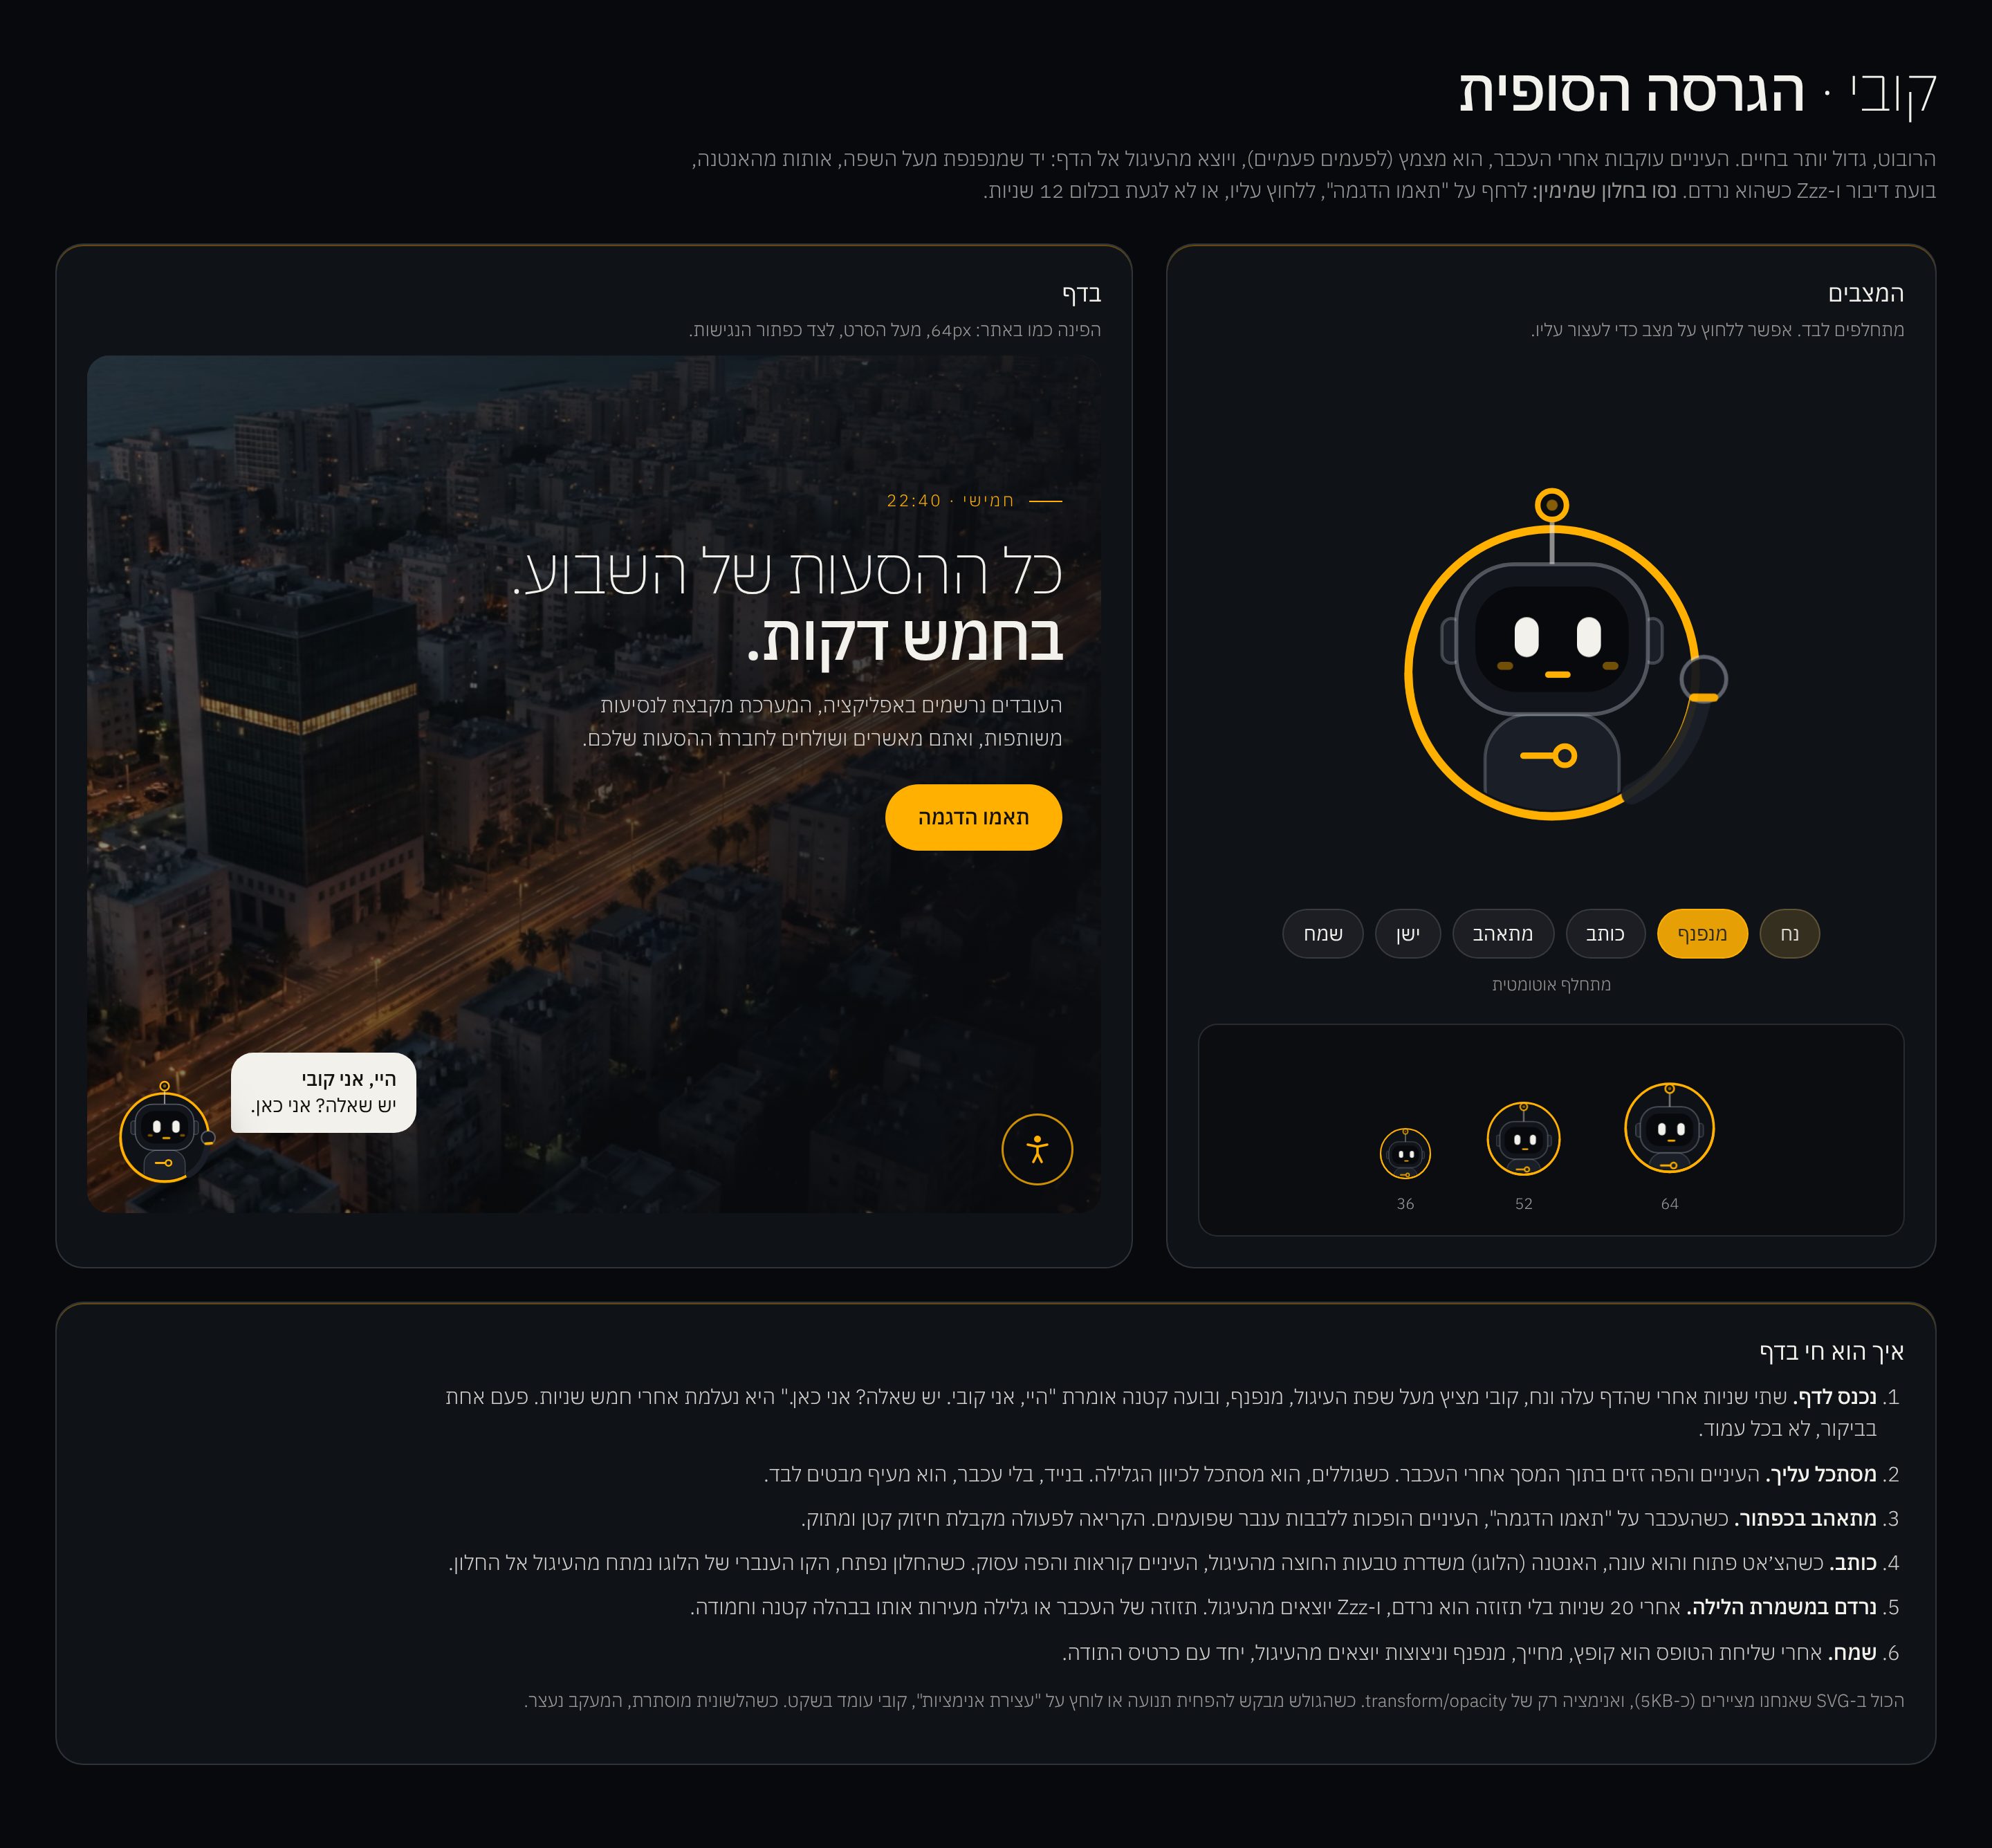 קובי · הגרסה הסופית
הרובוט, גדול יותר בחיים. העיניים עוקבות אחרי העכבר, הוא מצמץ (לפעמים פעמיים), ויוצא מהעיגול אל הדף: יד שמנפנפת מעל השפה, אותות מהאנטנה,
בועת דיבור ו-Zzz כשהוא נרדם. נסו בחלון שמימין: לרחף על "תאמו הדגמה", ללחוץ עליו, או לא לגעת בכלום 12 שניות.
המצבים
מתחלפים לבד. אפשר ללחוץ על מצב כדי לעצור עליו.
נח
מנפנף
כותב
מתאהב
ישן
שמח
מתחלף אוטומטית
64
52
36
בדף
הפינה כמו באתר: 64px, מעל הסרט, לצד כפתור הנגישות.
חמישי · 22:40
כל ההסעות של השבוע.
בחמש דקות.
העובדים נרשמים באפליקציה, המערכת מקבצת לנסיעות
משותפות, ואתם מאשרים ושולחים לחברת ההסעות שלכם.
תאמו הדגמה
היי, אני קובי
יש שאלה? אני כאן.
איך הוא חי בדף
1. נכנס לדף. שתי שניות אחרי שהדף עלה ונח, קובי מציץ מעל שפת העיגול, מנפנף, ובועה קטנה אומרת "היי, אני קובי. יש שאלה? אני כאן." היא נעלמת אחרי חמש שניות. פעם אחת
בביקור, לא בכל עמוד.
2. מסתכל עליך. העיניים והפה זזים בתוך המסך אחרי העכבר. כשגוללים, הוא מסתכל לכיוון הגלילה. בנייד, בלי עכבר, הוא מעיף מבטים לבד.
3. מתאהב בכפתור. כשהעכבר על "תאמו הדגמה", העיניים הופכות ללבבות ענבר שפועמים. הקריאה לפעולה מקבלת חיזוק קטן ומתוק.
4. כותב. כשהצ׳אט פתוח והוא עונה, האנטנה (הלוגו) משדרת טבעות החוצה מהעיגול, העיניים קוראות והפה עסוק. כשהחלון נפתח, הקו הענברי של הלוגו נמתח מהעיגול אל החלון.
5. נרדם במשמרת הלילה. אחרי 20 שניות בלי תזוזה הוא נרדם, ו-Zzz יוצאים מהעיגול. תזוזה של העכבר או גלילה מעירות אותו בבהלה קטנה וחמודה.
6. שמח. אחרי שליחת הטופס הוא קופץ, מחייך, מנפנף וניצוצות יוצאים מהעיגול, יחד עם כרטיס התודה.
הכול ב-SVG שאנחנו מציירים (כ-5KB), ואנימציה רק של transform/opacity. כשהגולש מבקש להפחית תנועה או לוחץ על "עצירת אנימציות", קובי עומד בשקט. כשהלשונית מוסתרת, המעקב נעצר.